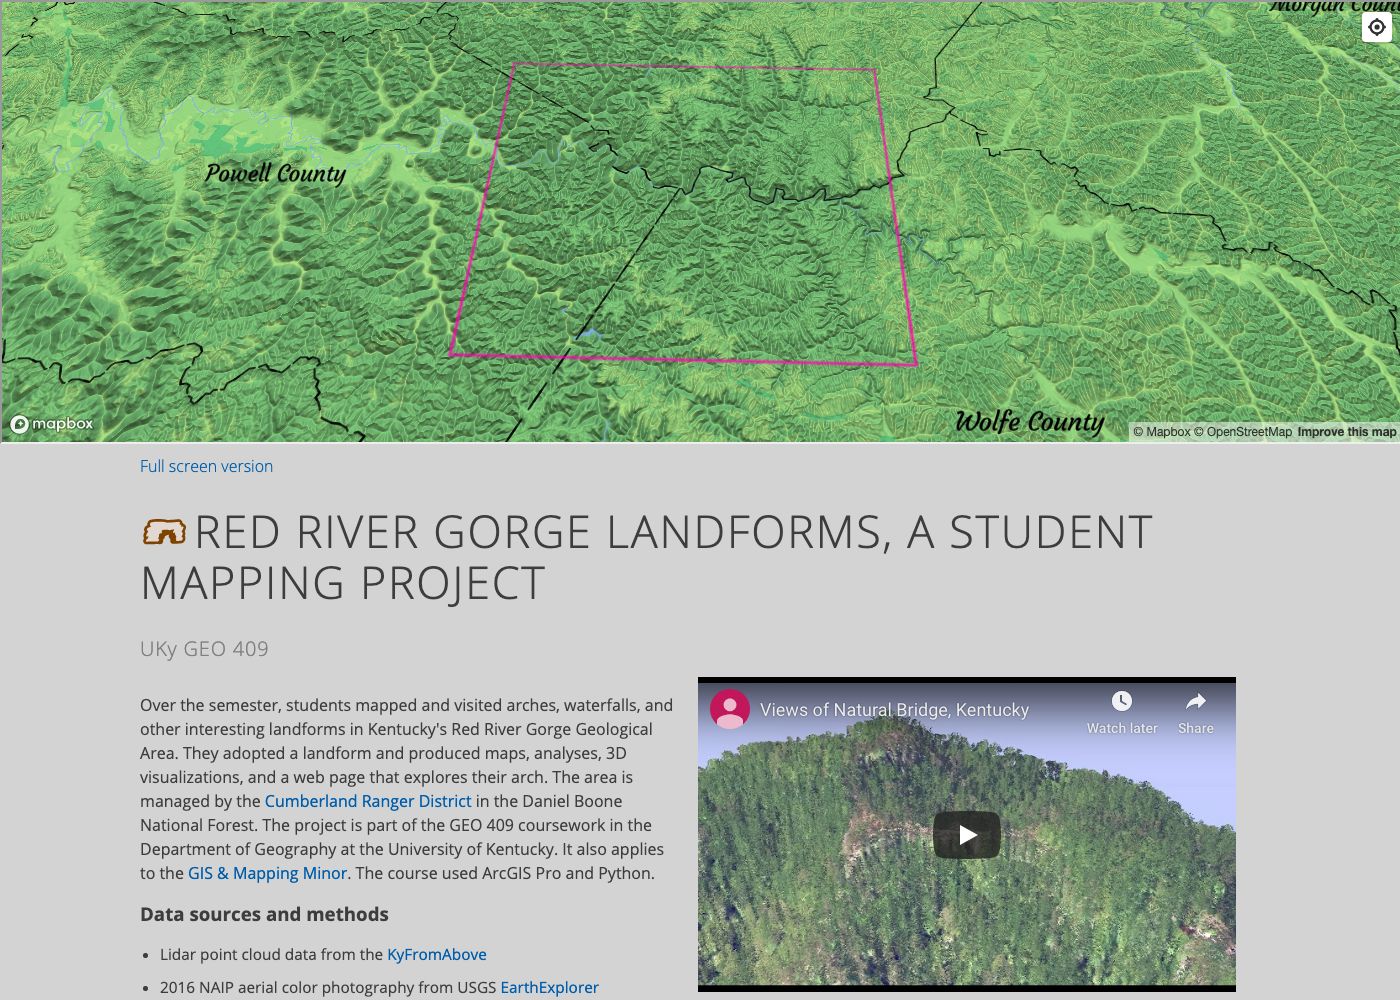 Morgan Coun
Powell County
Wolfe County
mapbox
© Mapbox © OpenStreetMap Improve this map
Full screen version
RED RIVER GORGE LANDFORMS, A STUDENT
MAPPING PROJECT
UKy GEO 409
Over the semester, students mapped and visited arches, waterfalls, and
other interesting landforms in Kentucky's Red River Gorge Geological
Area. They adopted a landform and produced maps, analyses, 3D
visualizations, and a web page that explores their arch. The area is
managed by the Cumberland Ranger District in the Daniel Boone
National Forest. The project is part of the GEO 409 coursework in the
Department of Geography at the University of Kentucky. It also applies
to the GIS & Mapping Minor. The course used ArcGIS Pro and Python.
Data sources and methods
• Lidar point cloud data from the KyFromAbove
• 2016 NAIP aerial color photography from USGS EarthExplorer
Views of Natural Bridge, Kentucky
Watch later
Share